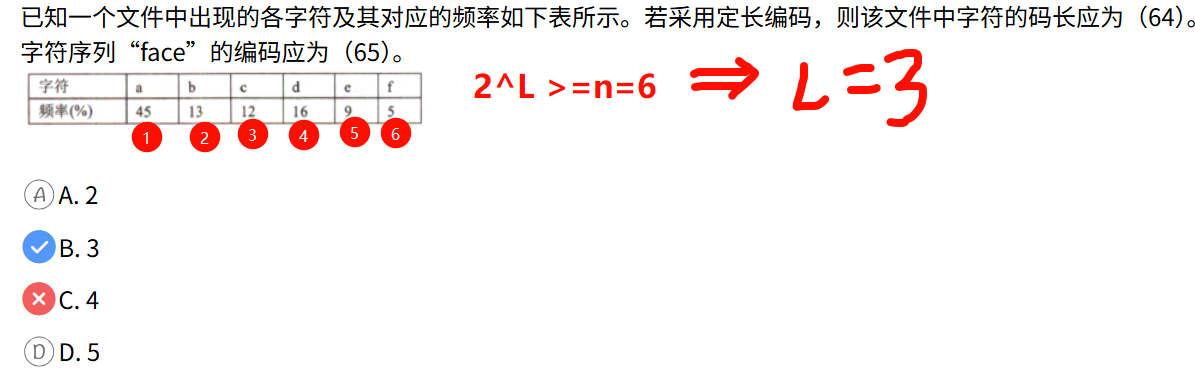 已知一个文件中出现的各字符及其对应的频率如下表所示。若采用定长编码，则该文件中字符的码长应为（64）。
字符序列“face”的编码应为（65）。
字符 a b c d e f
频率(%) 45 13 12 16 9 5
1 2 3 4 5 6
2^L >=n=6 ⇒ L=3
A A. 2
B. 3
C. 4
D D. 5